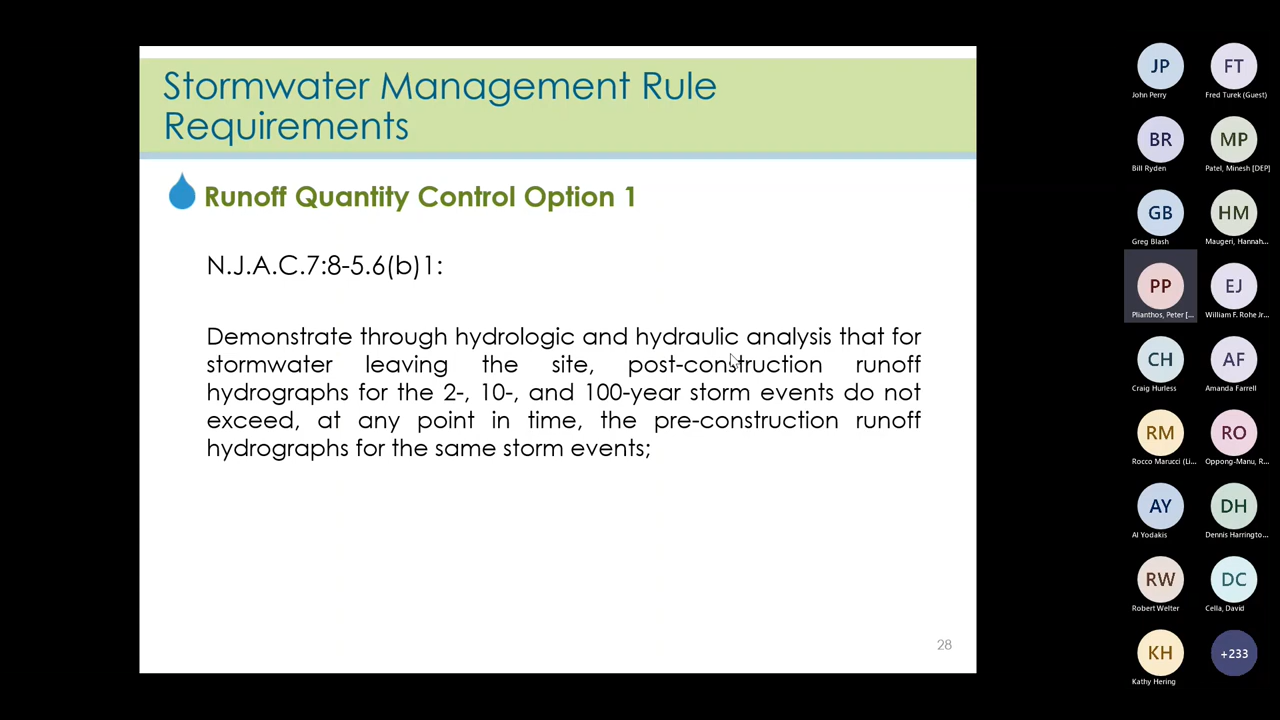 Stormwater Management Rule
Requirements
Runoff Quantity Control Option 1
N.J.A.C.7:8-5.6(b)1:
Demonstrate through hydrologic and hydraulic analysis that for
stormwater leaving the site, post-construction runoff
hydrographs for the 2-, 10-, and 100-year storm events do not
exceed, at any point in time, the pre-construction runoff
hydrographs for the same storm events;
28
JP FT
John Perry Fred Turek (Guest)
BR MP
Bill Ryden Patel, Minesh [DEP]
GB HM
Greg Blash Maugeri, Hannah...
PP EJ
Plianthos, Peter [... William F. Rohe Jr...
CH AF
Craig Hurless Amanda Farrell
RM RO
Rocco Marucci (Li... Oppong-Manu, R...
AY DH
Al Yodakis Dennis Harringto...
RW DC
Robert Welter Cella, David
KH +233
Kathy Hering